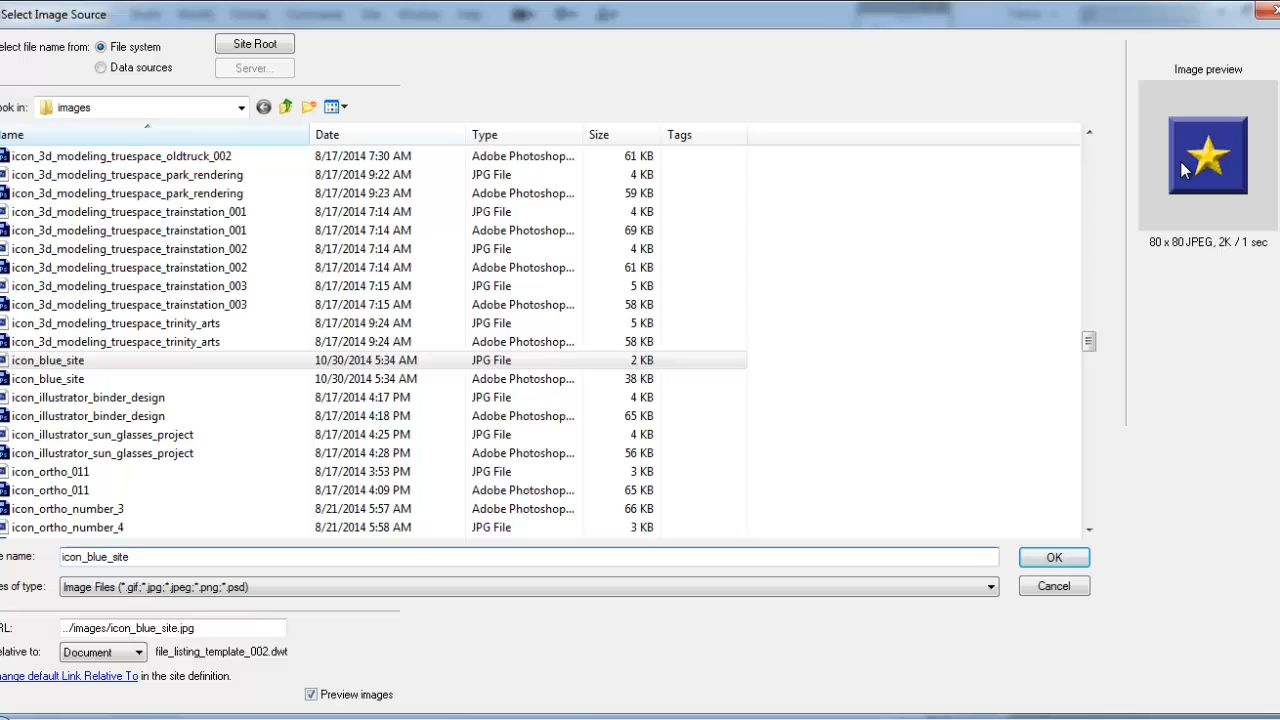 Select Image Source
elect file name from: File system Site Root
Data sources Server...
ook in: images
ame Date Type Size Tags
icon_3d_modeling_truespace_oldtruck_002 8/17/2014 7:30 AM Adobe Photoshop... 61 KB
icon_3d_modeling_truespace_park_rendering 8/17/2014 9:22 AM JPG File 4 KB
icon_3d_modeling_truespace_park_rendering 8/17/2014 9:23 AM Adobe Photoshop... 59 KB
icon_3d_modeling_truespace_trainstation_001 8/17/2014 7:14 AM JPG File 4 KB
icon_3d_modeling_truespace_trainstation_001 8/17/2014 7:14 AM Adobe Photoshop... 69 KB
icon_3d_modeling_truespace_trainstation_002 8/17/2014 7:14 AM JPG File 4 KB
icon_3d_modeling_truespace_trainstation_002 8/17/2014 7:14 AM Adobe Photoshop... 61 KB
icon_3d_modeling_truespace_trainstation_003 8/17/2014 7:15 AM JPG File 5 KB
icon_3d_modeling_truespace_trainstation_003 8/17/2014 7:15 AM Adobe Photoshop... 58 KB
icon_3d_modeling_truespace_trinity_arts 8/17/2014 9:24 AM JPG File 5 KB
icon_3d_modeling_truespace_trinity_arts 8/17/2014 9:24 AM Adobe Photoshop... 58 KB
icon_blue_site 10/30/2014 5:34 AM JPG File 2 KB
icon_blue_site 10/30/2014 5:34 AM Adobe Photoshop... 38 KB
icon_illustrator_binder_design 8/17/2014 4:17 PM JPG File 4 KB
icon_illustrator_binder_design 8/17/2014 4:18 PM Adobe Photoshop... 65 KB
icon_illustrator_sun_glasses_project 8/17/2014 4:25 PM JPG File 4 KB
icon_illustrator_sun_glasses_project 8/17/2014 4:28 PM Adobe Photoshop... 56 KB
icon_ortho_011 8/17/2014 3:53 PM JPG File 3 KB
icon_ortho_011 8/17/2014 4:09 PM Adobe Photoshop... 65 KB
icon_ortho_number_3 8/21/2014 5:57 AM Adobe Photoshop... 66 KB
icon_ortho_number_4 8/21/2014 5:58 AM JPG File 3 KB
e name: icon_blue_site OK
es of type: Image Files (*.gif;*.jpg;*.jpeg;*.png;*.psd) Cancel
RL: ../images/icon_blue_site.jpg
elative to: Document file_listing_template_002.dwt
ange default Link Relative To in the site definition.
Preview images
Image preview
80 x 80 JPEG, 2K / 1 sec